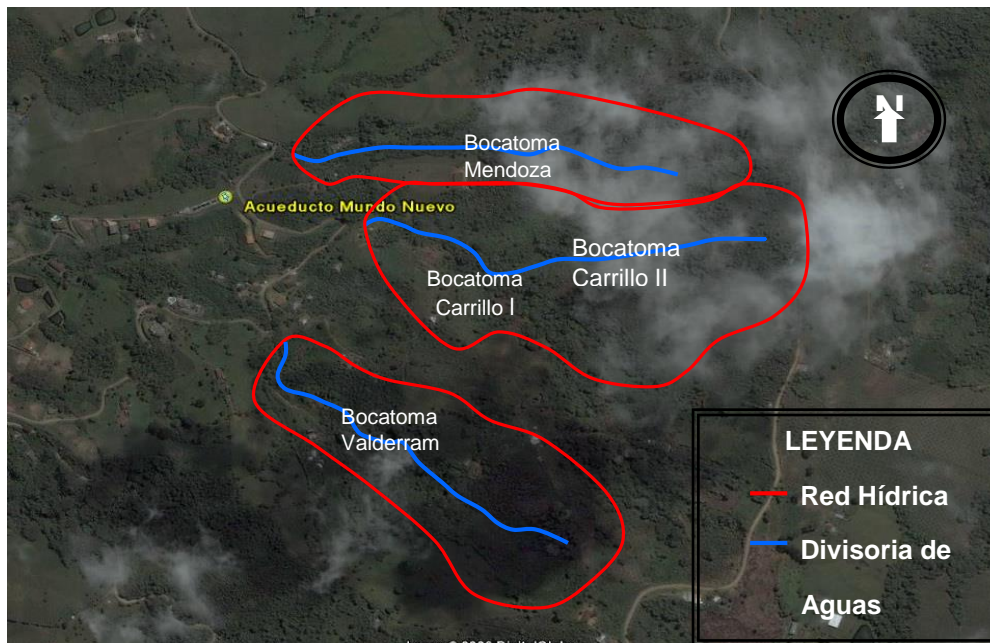 N
Bocatoma
Mendoza
Acueducto Mundo Nuevo
Bocatoma
Carrillo II
Bocatoma
Carrillo I
Bocatoma
Valderram
LEYENDA
Red Hídrica
Divisoria de
Aguas